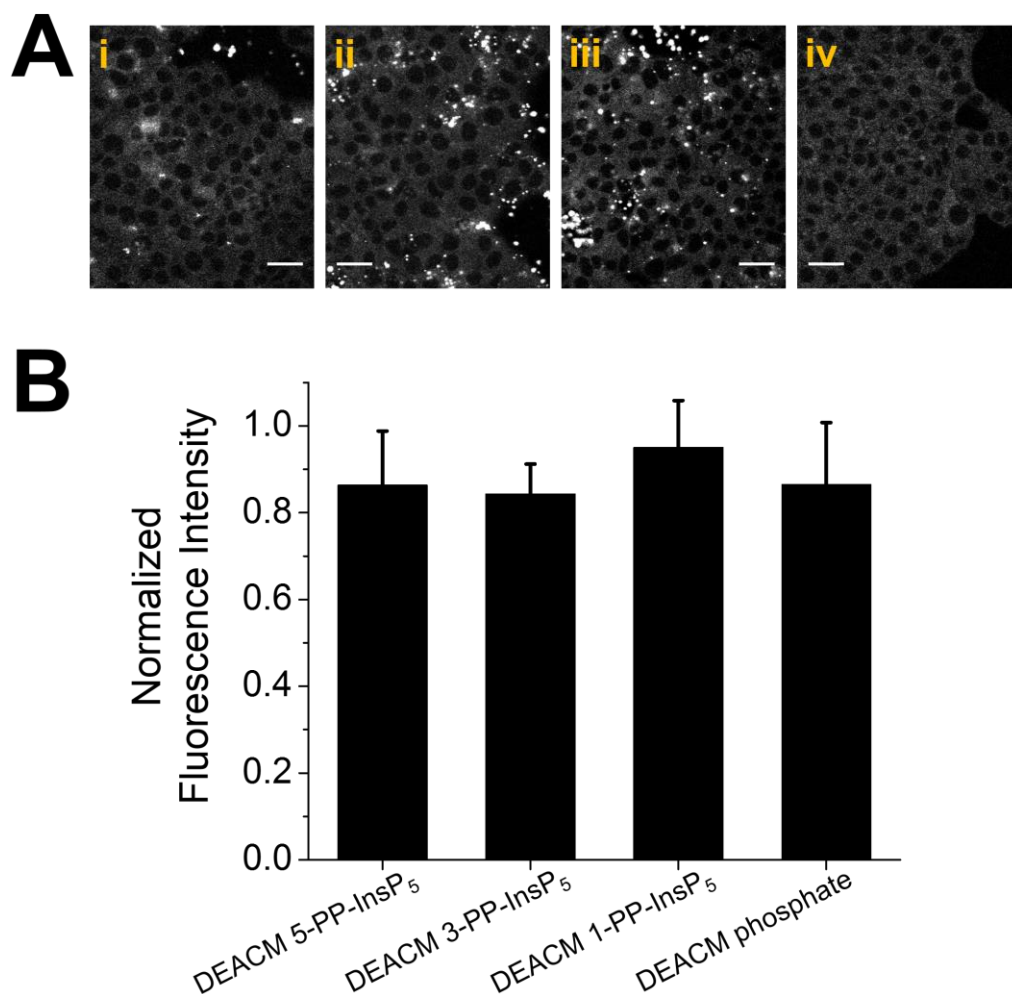 A
i
ii
iii
iv
B
Normalized
Fluorescence Intensity
1.0
0.8
0.6
0.4
0.2
0.0
DEACM 5-PP-InsP₅
DEACM 3-PP-InsP₅
DEACM 1-PP-InsP₅
DEACM phosphate